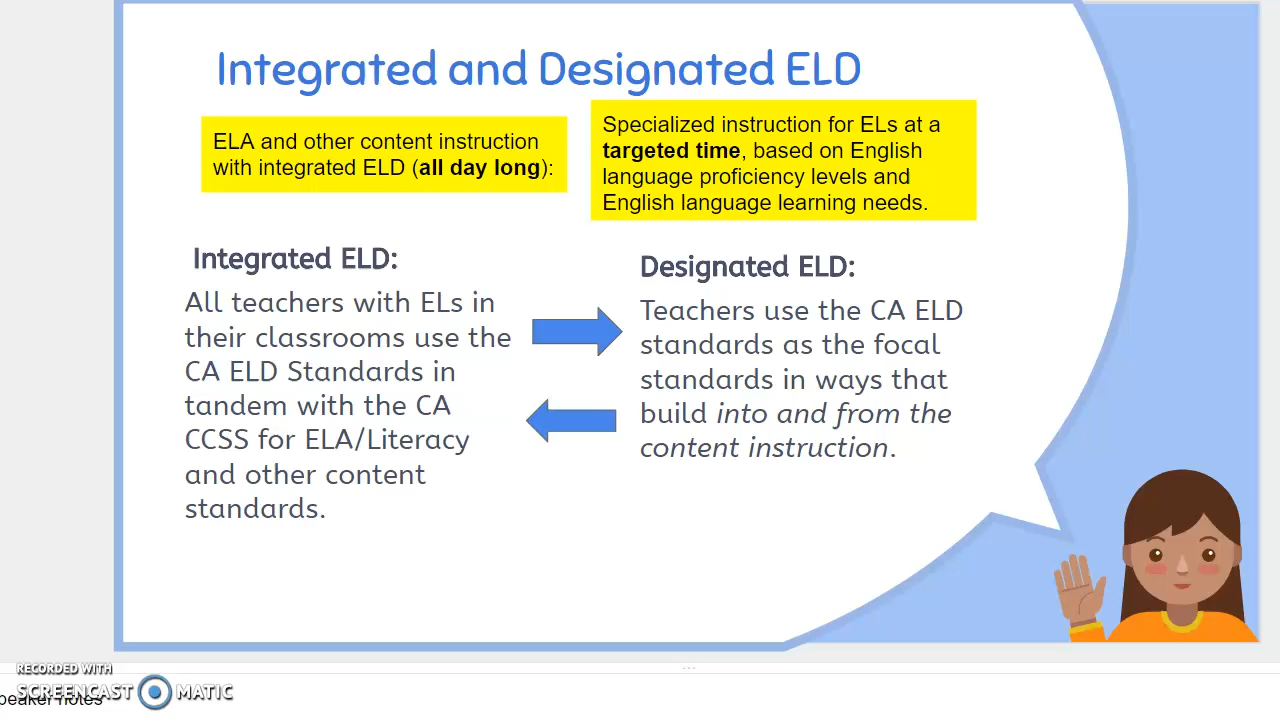 Integrated and Designated ELD
ELA and other content instruction
with integrated ELD (all day long):
Specialized instruction for ELs at a
targeted time, based on English
language proficiency levels and
English language learning needs.
Integrated ELD:
All teachers with ELs in
their classrooms use the
CA ELD Standards in
tandem with the CA
CCSS for ELA/Literacy
and other content
standards.
Designated ELD:
Teachers use the CA ELD
standards as the focal
standards in ways that
build into and from the
content instruction.
RECORDED WITH
SCREENCAST MATIC
peaker notes